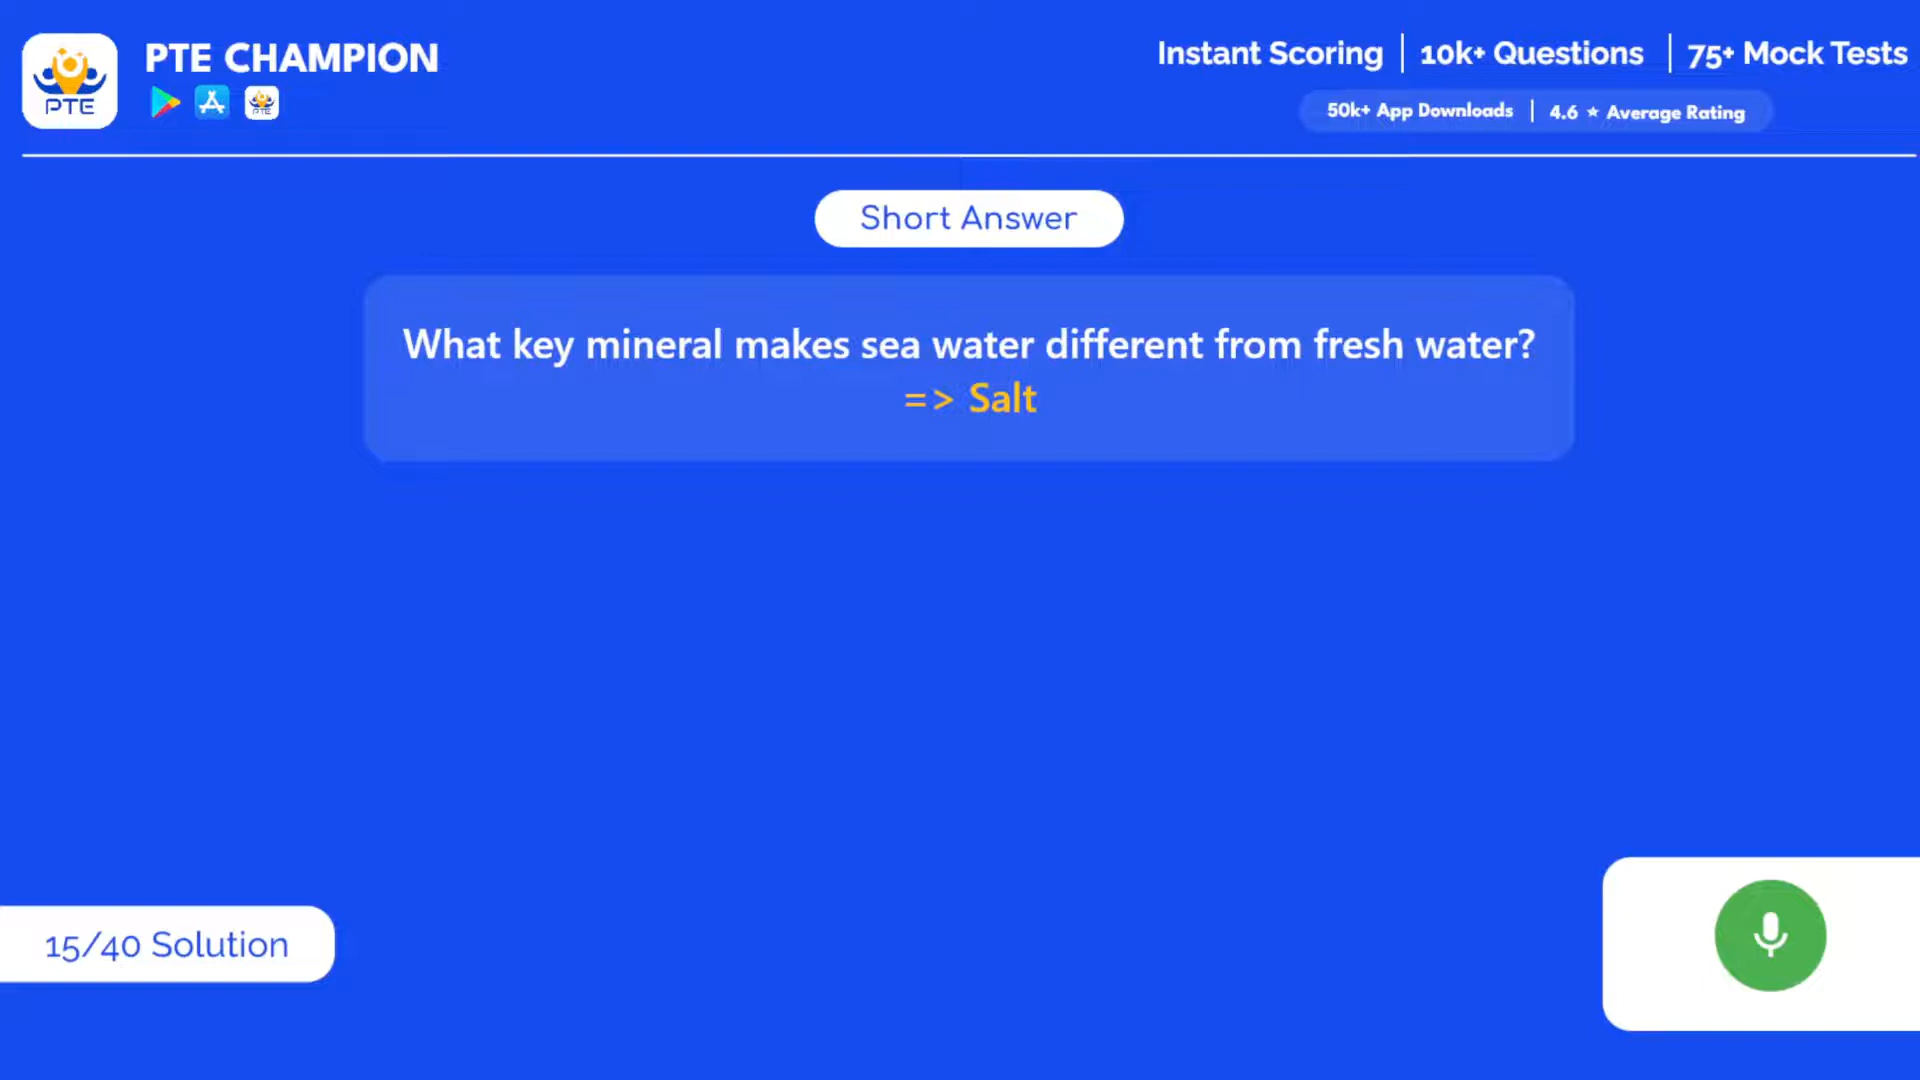 PTE
PTE CHAMPION
PTE
Instant Scoring | 10k+ Questions | 75+ Mock Tests
50k+ App Downloads | 4.6 ★ Average Rating
Short Answer
What key mineral makes sea water different from fresh water?
=> Salt
15/40 Solution